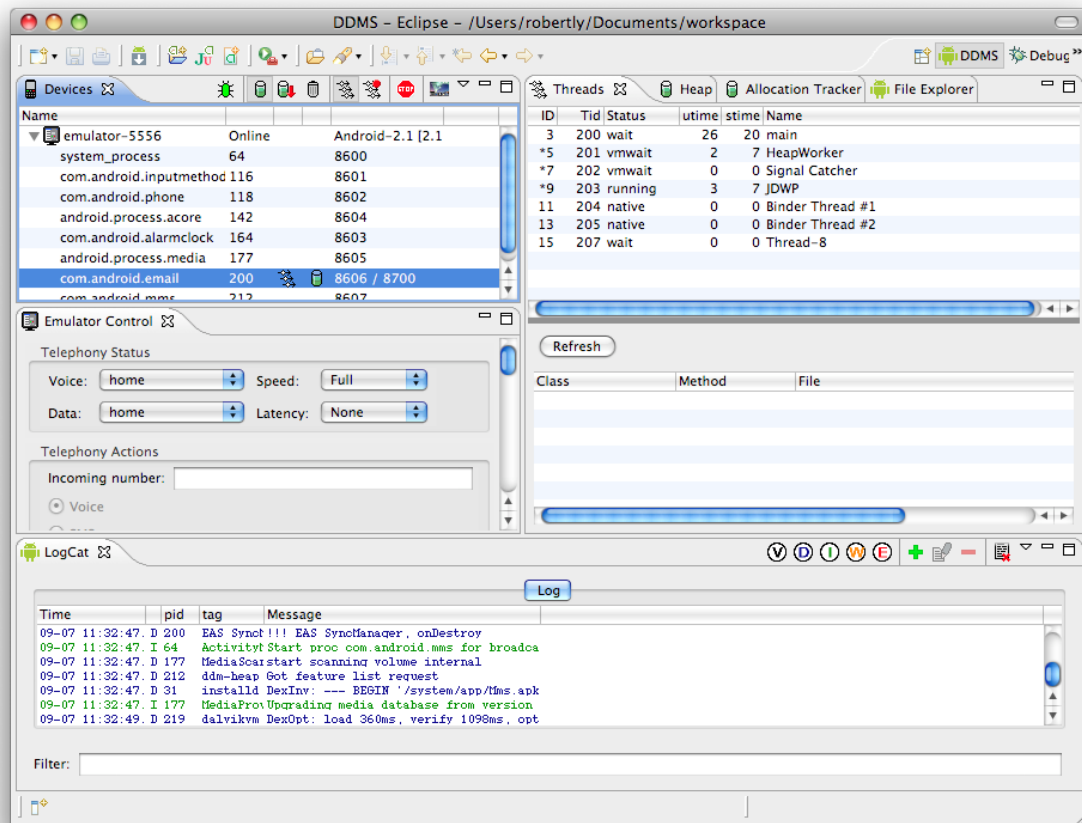 DDMS – Eclipse – /Users/robertly/Documents/workspace
DDMS Debug »
Devices
Name
emulator-5556 Online Android-2.1 [2.1
system_process 64 8600
com.android.inputmethod 116 8601
com.android.phone 118 8602
android.process.acore 142 8604
com.android.alarmclock 164 8603
android.process.media 177 8605
com.android.email 200 8606 / 8700
com.android.mms 212 8607
Threads Heap Allocation Tracker File Explorer
ID Tid Status utime stime Name
3 200 wait 26 20 main
*5 201 vmwait 2 7 HeapWorker
*7 202 vmwait 0 0 Signal Catcher
*9 203 running 3 7 JDWP
11 204 native 0 0 Binder Thread #1
13 205 native 0 0 Binder Thread #2
15 207 wait 0 0 Thread-8
Refresh
Class Method File
Emulator Control
Telephony Status
Voice: home Speed: Full
Data: home Latency: None
Telephony Actions
Incoming number:
Voice
LogCat
V D I W E
Log
Time pid tag Message
09-07 11:32:47. D 200 EAS Sync !!! EAS SyncManager, onDestroy
09-07 11:32:47. I 64 Activity Start proc com.android.mms for broadca
09-07 11:32:47. D 177 MediaScan start scanning volume internal
09-07 11:32:47. D 212 ddm-heap Got feature list request
09-07 11:32:47. D 31 installd DexInv: --- BEGIN '/system/app/Mms.apk
09-07 11:32:47. I 177 MediaProv Upgrading media database from version
09-07 11:32:49. D 219 dalvikvm DexOpt: load 360ms, verify 1098ms, opt
Filter: